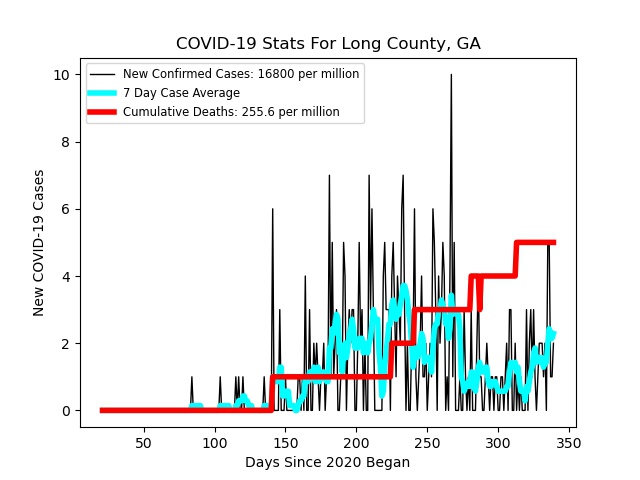 COVID-19 Stats For Long County, GA
New Confirmed Cases: 16800 per million
7 Day Case Average
Cumulative Deaths: 255.6 per million
New COVID-19 Cases
10
8
6
4
2
0
50 100 150 200 250 300 350
Days Since 2020 Began